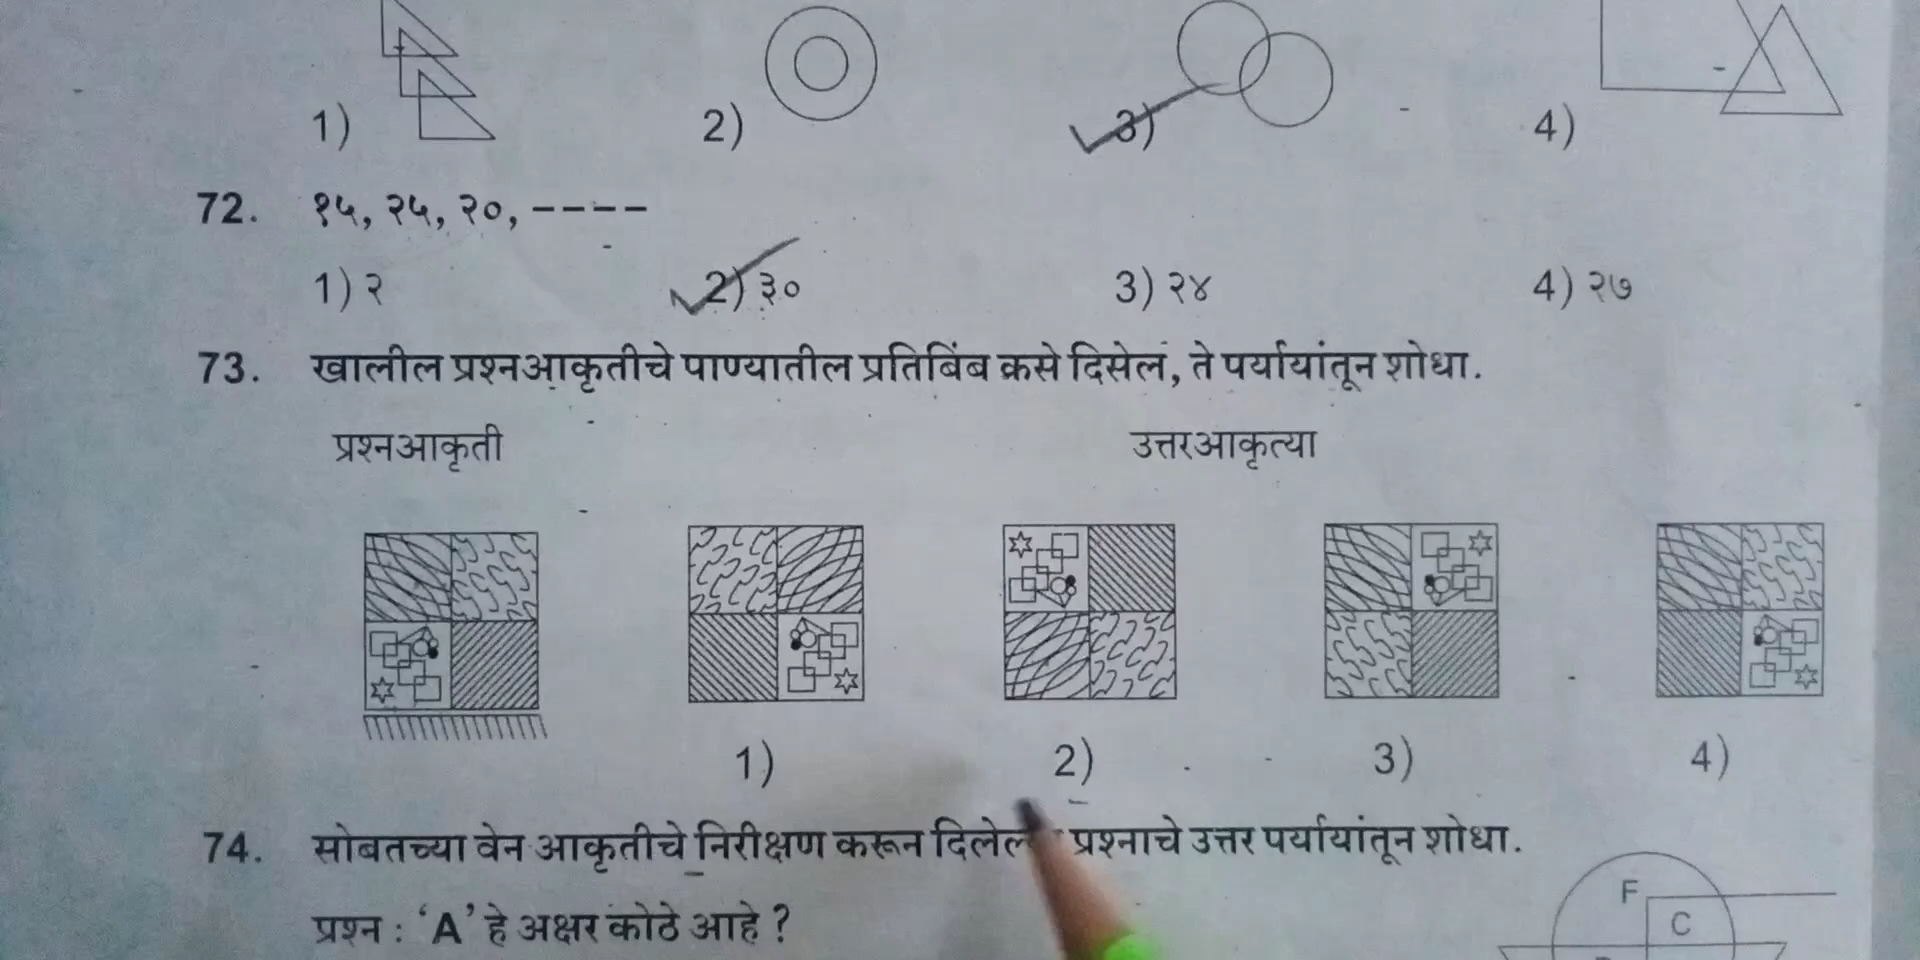 1) 2) 3) 4)
72. १५, २५, २०, ----
1) २ 2) ३० 3) २४ 4) २७
73. खालील प्रश्नआकृतीचे पाण्यातील प्रतिबिंब कसे दिसेल, ते पर्यायांतून शोधा.
प्रश्नआकृती उत्तरआकृत्या
1) 2) 3) 4)
74. सोबतच्या वेन आकृतीचे निरीक्षण करून प्रश्नाचे उत्तर पर्यायांतून शोधा.
प्रश्न : ‘A’ हे अक्षर कोठे आहे ?
F
C